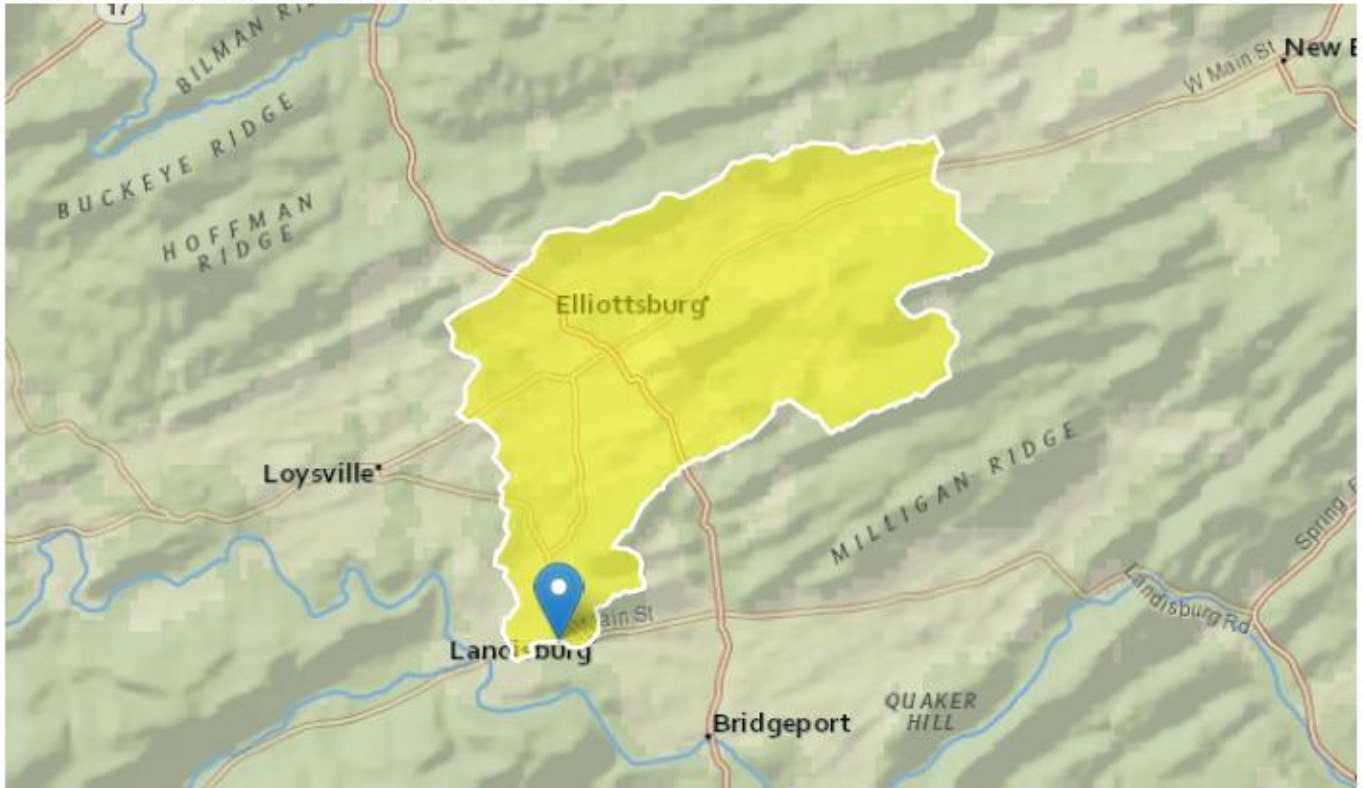 17
BILMAN
New
W Main St
BUCKEYE RIDGE
HOFFMAN
RIDGE
Elliottsburg
Loysville
MILLIGAN RIDGE
Spring
Landisburg Rd
Main St
Landisburg
QUAKER
HILL
Bridgeport